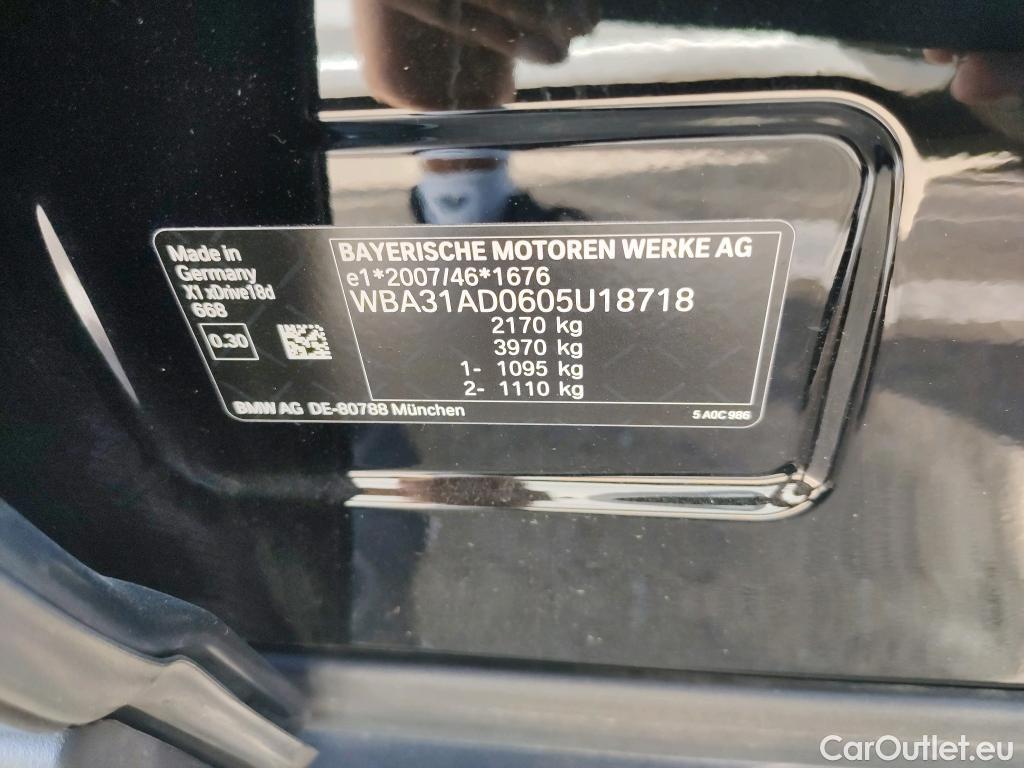 Made in
Germany
X1 xDrive18d
668
0.30
BAYERISCHE MOTOREN WERKE AG
e1*2007/46*1676
WBA31AD0605U18718
2170 kg
3970 kg
1- 1095 kg
2- 1110 kg
BMW AG DE-80788 München
5 A0C 986
CarOutlet.eu